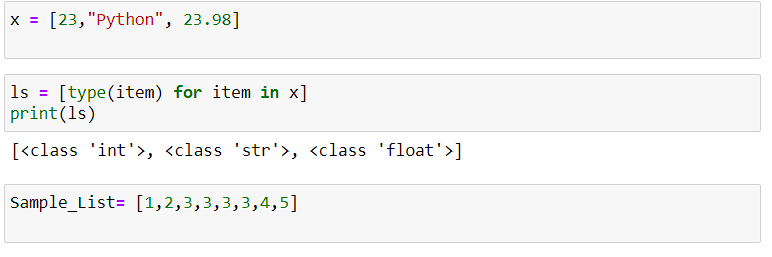 x = [23,"Python", 23.98]
ls = [type(item) for item in x]
print(ls)
[<class 'int'>, <class 'str'>, <class 'float'>]
Sample_List= [1,2,3,3,3,3,4,5]